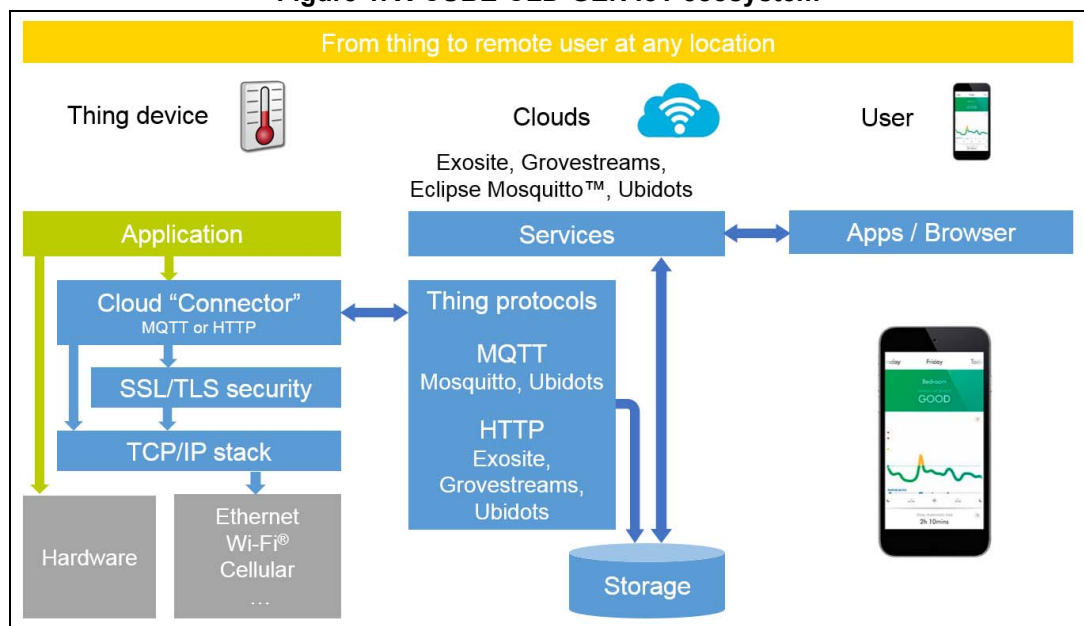 From thing to remote user at any location
Thing device
Clouds
User
Exosite, Grovestreams,
Eclipse Mosquitto™, Ubidots
Application
Services
Apps / Browser
Cloud “Connector”
MQTT or HTTP
SSL/TLS security
TCP/IP stack
Hardware
Ethernet
Wi-Fi®
Cellular
…
Thing protocols
MQTT
Mosquitto, Ubidots
HTTP
Exosite,
Grovestreams,
Ubidots
Storage
Friday
Bedroom
GOOD
2h 10mins